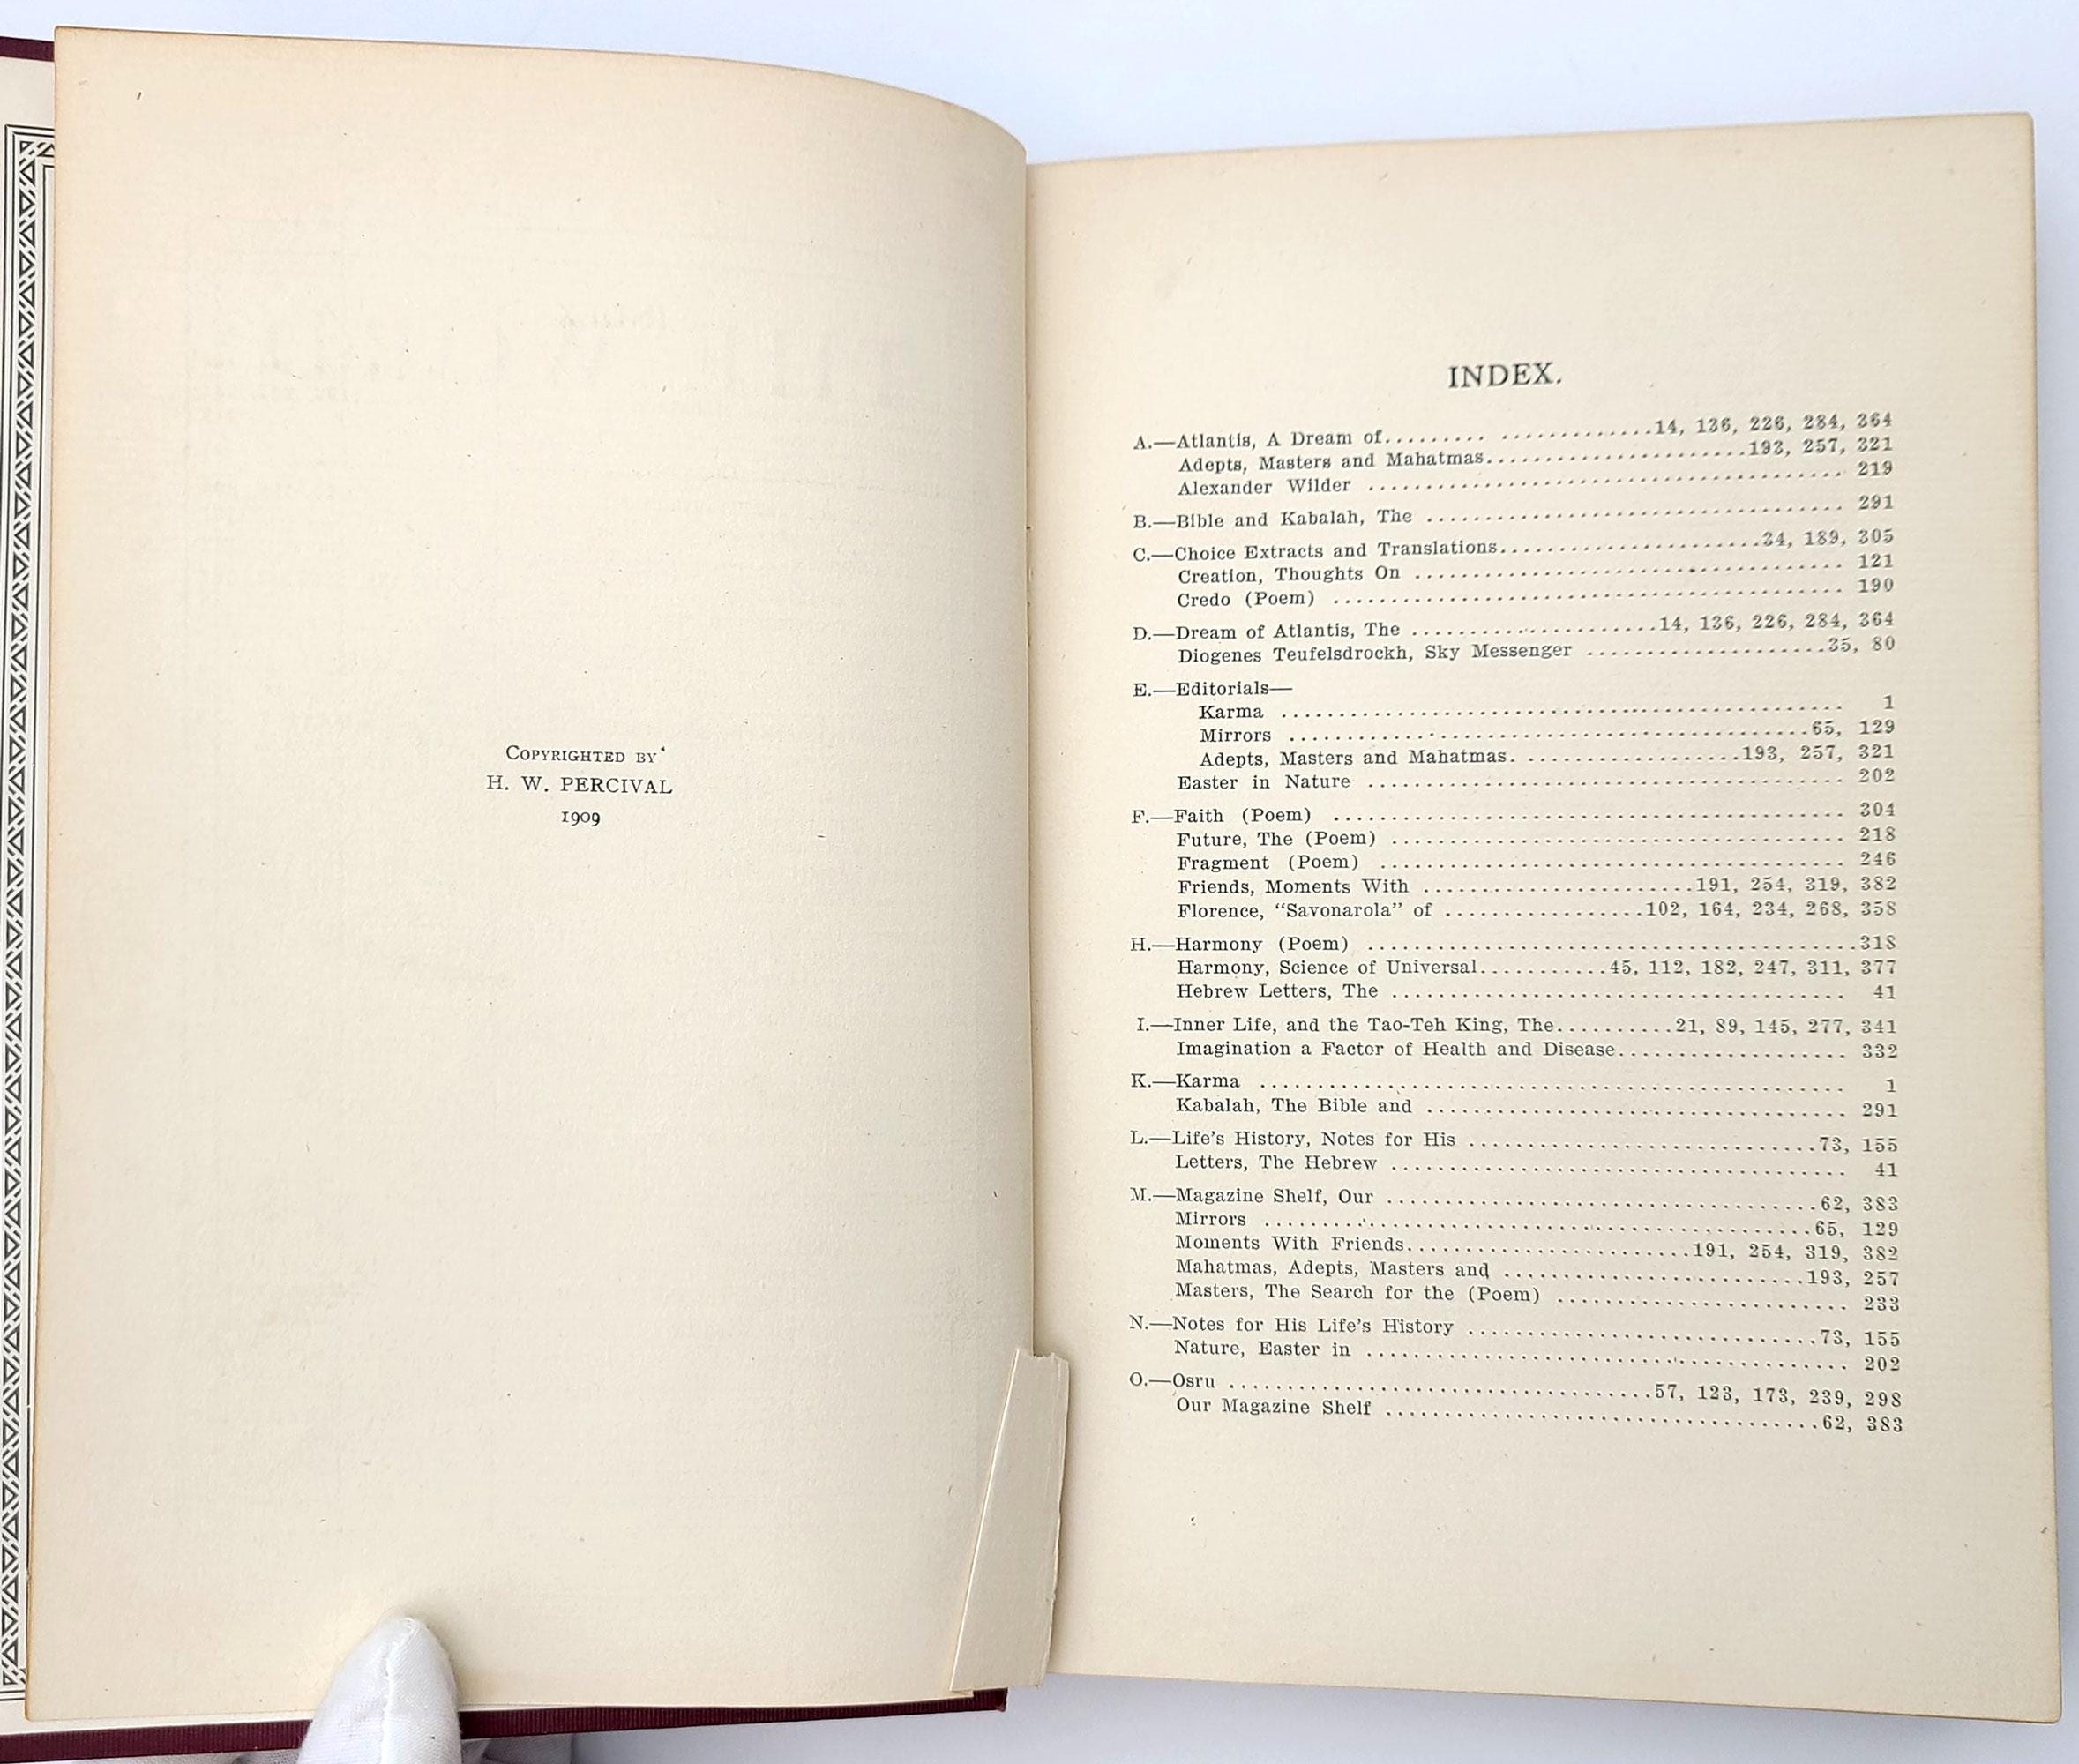 COPYRIGHTED BY
H. W. PERCIVAL
1909
INDEX.
A.—Atlantis, A Dream of......... .............14, 136, 226, 284, 364
Adepts, Masters and Mahatmas.......................193, 257, 321
Alexander Wilder ......................................... 219
B.—Bible and Kabalah, The .................................... 291
C.—Choice Extracts and Translations.......................34, 189, 305
Creation, Thoughts On ..................................... 121
Credo (Poem) ............................................ 190
D.—Dream of Atlantis, The .....................14, 136, 226, 284, 364
Diogenes Teufelsdrockh, Sky Messenger .....................35, 80
E.—Editorials—
Karma ................................................. 1
Mirrors .............................................65, 129
Adepts, Masters and Mahatmas. ...................193, 257, 321
Easter in Nature ......................................... 202
F.—Faith (Poem) ............................................ 304
Future, The (Poem) ....................................... 218
Fragment (Poem) ........................................ 246
Friends, Moments With .......................191, 254, 319, 382
Florence, "Savonarola" of .................102, 164, 234, 268, 358
H.—Harmony (Poem) ..........................................318
Harmony, Science of Universal...........45, 112, 182, 247, 311, 377
Hebrew Letters, The ....................................... 41
I.—Inner Life, and the Tao-Teh King, The..........21, 89, 145, 277, 341
Imagination a Factor of Health and Disease.................... 332
K.—Karma .................................................. 1
Kabalah, The Bible and .................................... 291
L.—Life's History, Notes for His ..............................73, 155
Letters, The Hebrew ....................................... 41
M.—Magazine Shelf, Our .....................................62, 383
Mirrors ...............................................65, 129
Moments With Friends.........................191, 254, 319, 382
Mahatmas, Adepts, Masters and ..........................193, 257
Masters, The Search for the (Poem) ......................... 233
N.—Notes for His Life's History ..............................73, 155
Nature, Easter in ......................................... 202
O.—Osru .....................................57, 123, 173, 239, 298
Our Magazine Shelf .....................................62, 383